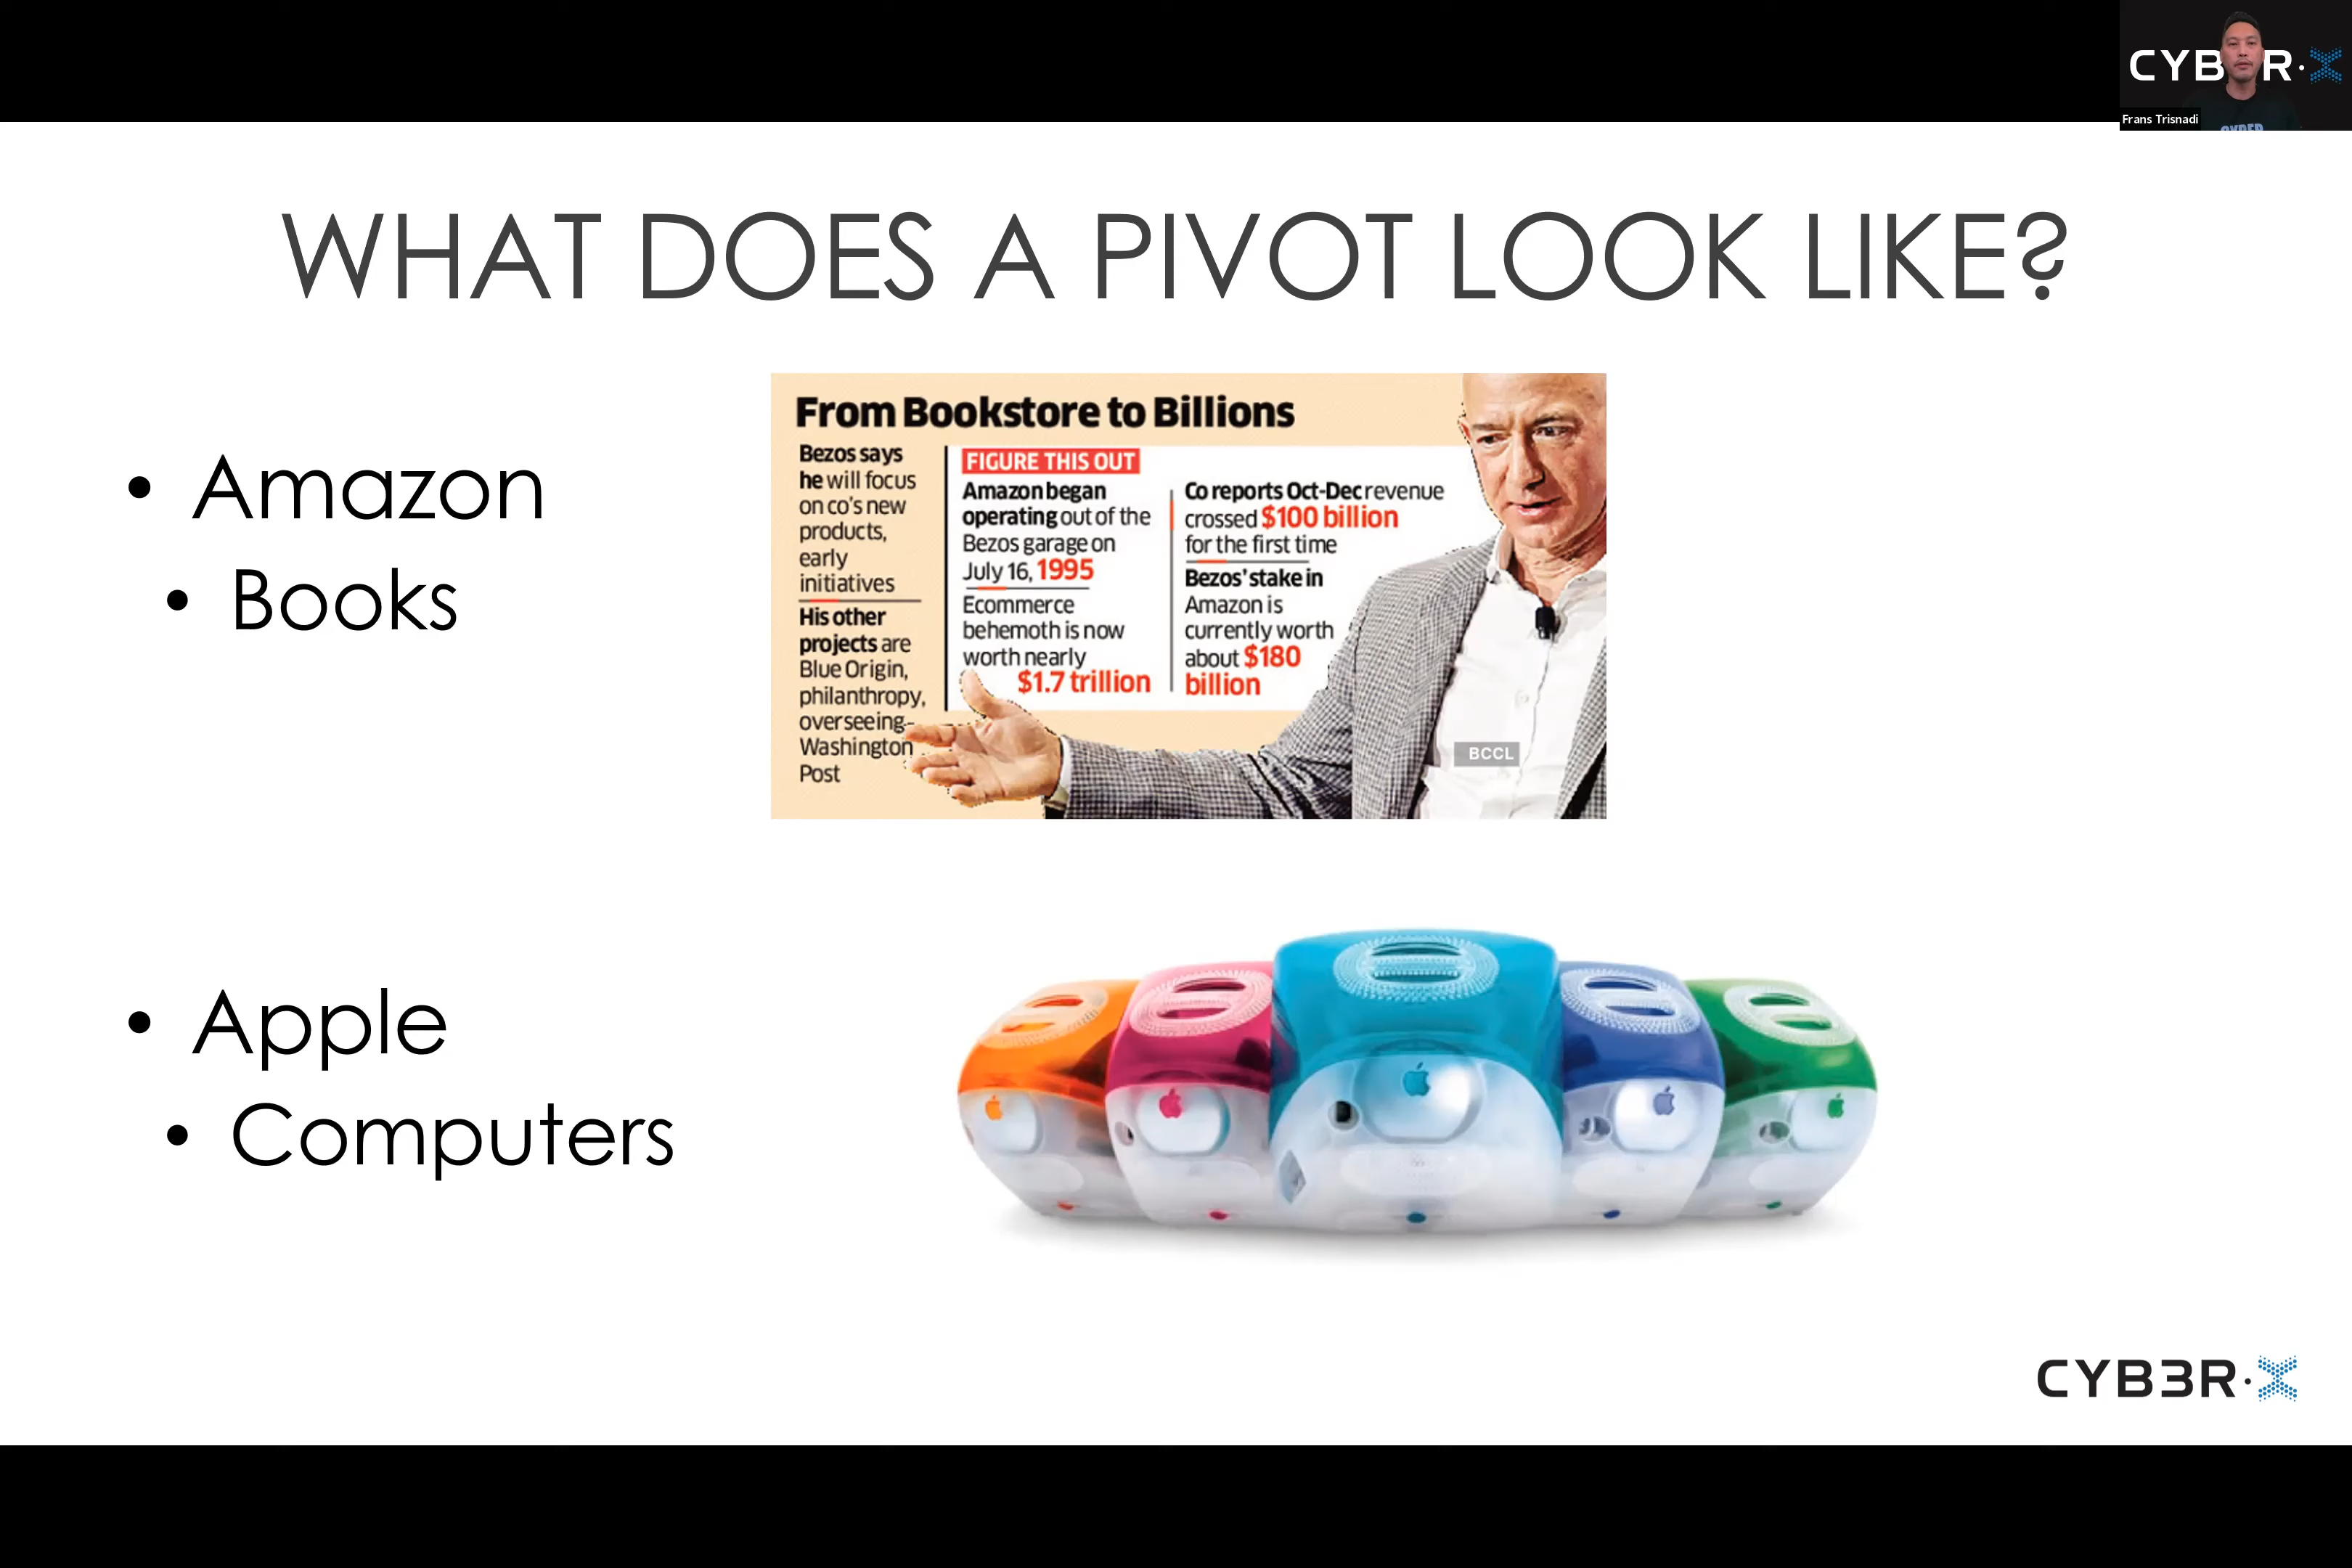 CYB R·X
Frans Trisnadi
WHAT DOES A PIVOT LOOK LIKE?
• Amazon
• Books
From Bookstore to Billions
Bezos says
he will focus
on co's new
products,
early
initiatives
His other
projects are
Blue Origin,
philanthropy,
overseeing
Washington
Post
FIGURE THIS OUT
Amazon began
operating out of the
Bezos garage on
July 16, 1995
Ecommerce
behemoth is now
worth nearly
$1.7 trillion
Co reports Oct-Dec revenue
crossed $100 billion
for the first time
Bezos' stake in
Amazon is
currently worth
about $180
billion
BCCL
• Apple
• Computers
CYB3R·X